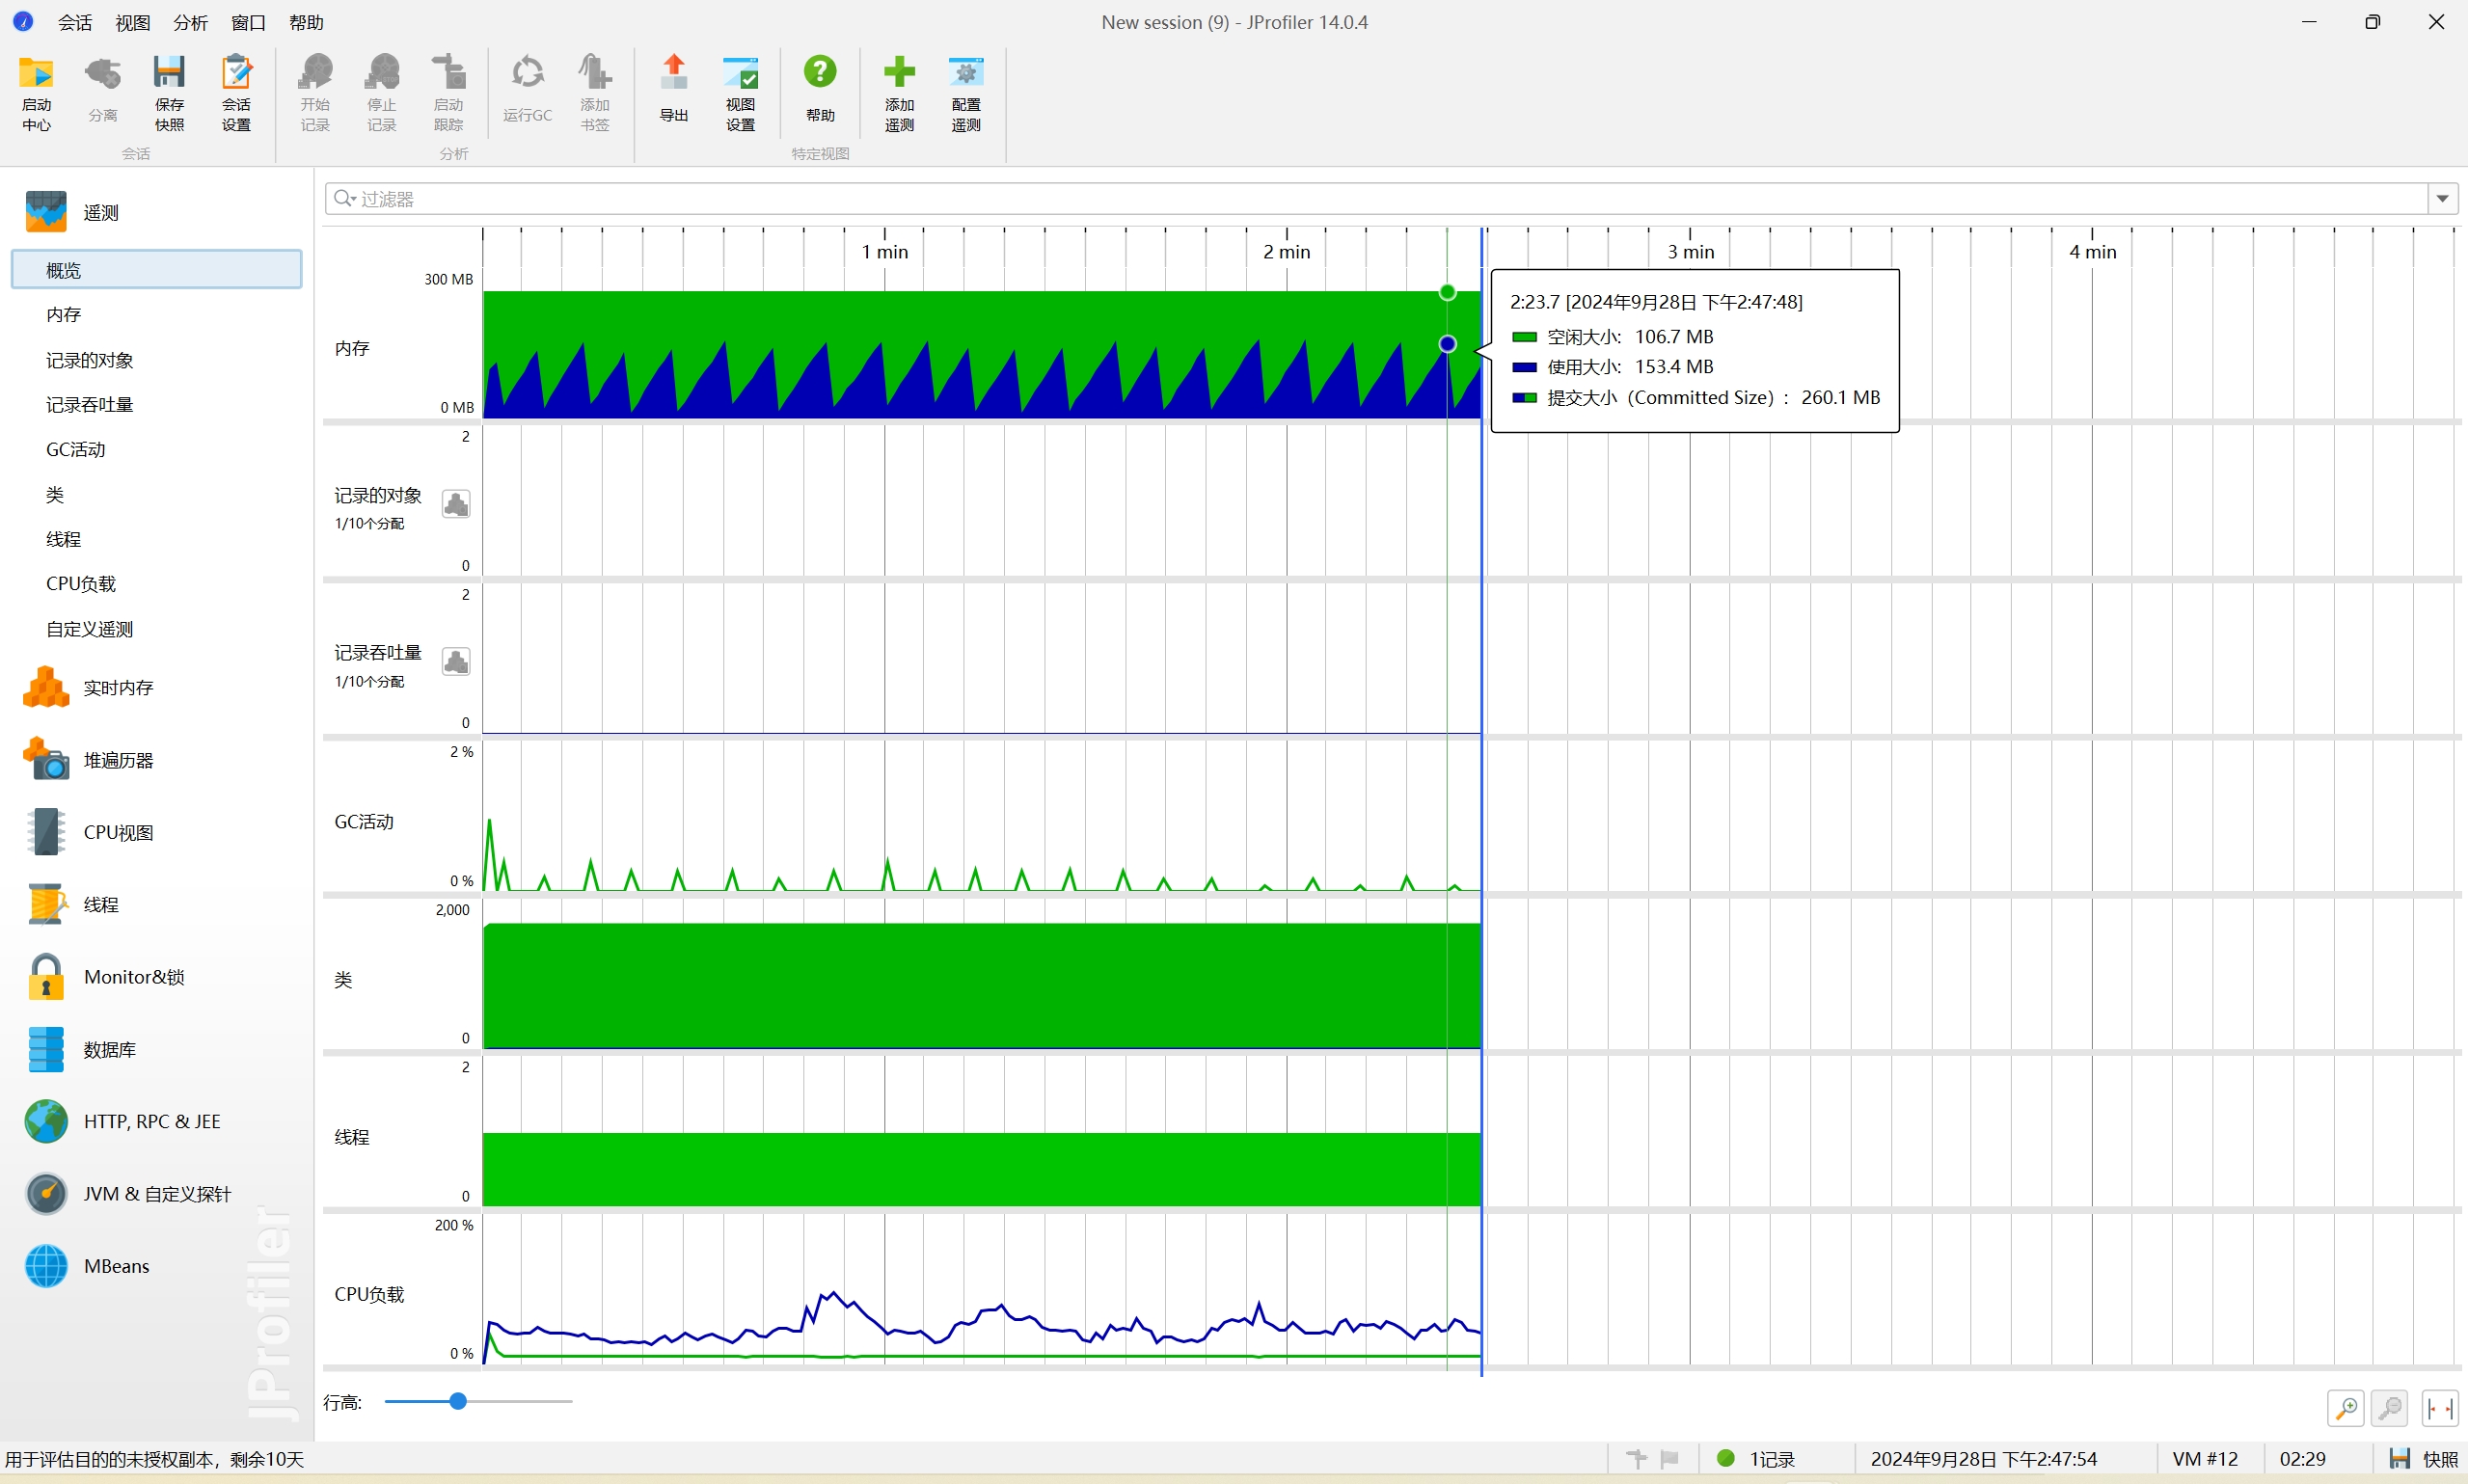 会话 视图 分析 窗口 帮助
New session (9) - JProfiler 14.0.4
启动
中心
分离
保存
快照
会话
设置
会话
开始
记录
停止
记录
启动
跟踪
运行GC
添加
书签
分析
导出
视图
设置
帮助
添加
遥测
配置
遥测
特定视图
遥测
概览
内存
记录的对象
记录吞吐量
GC活动
类
线程
CPU负载
自定义遥测
实时内存
堆遍历器
CPU视图
线程
Monitor&锁
数据库
HTTP, RPC & JEE
JVM & 自定义探针
MBeans
JProfiler
过滤器
1 min 2 min 3 min 4 min
300 MB
内存
0 MB
2:23.7 [2024年9月28日 下午2:47:48]
空闲大小: 106.7 MB
使用大小: 153.4 MB
提交大小（Committed Size）: 260.1 MB
2
记录的对象
1/10个分配
0
2
记录吞吐量
1/10个分配
0
2 %
GC活动
0 %
2,000
类
0
2
线程
0
200 %
CPU负载
0 %
行高:
用于评估目的的未授权副本，剩余10天
1记录
2024年9月28日 下午2:47:54
VM #12
02:29
快照